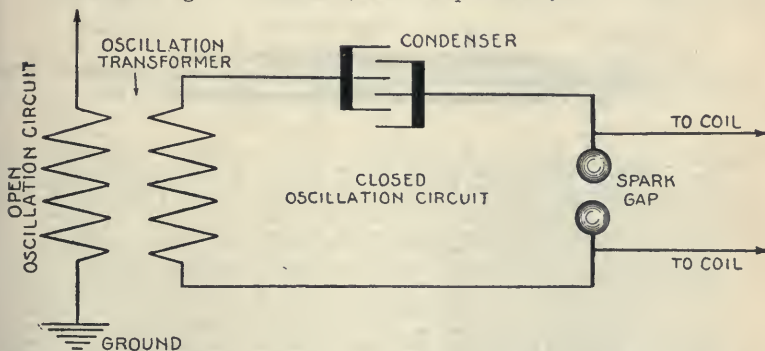 OSCILLATION
TRANSFORMER
CONDENSER
OPEN
OSCILLATION CIRCUIT
TO COIL
CLOSED
OSCILLATION CIRCUIT
SPARK
GAP
TO COIL
GROUND